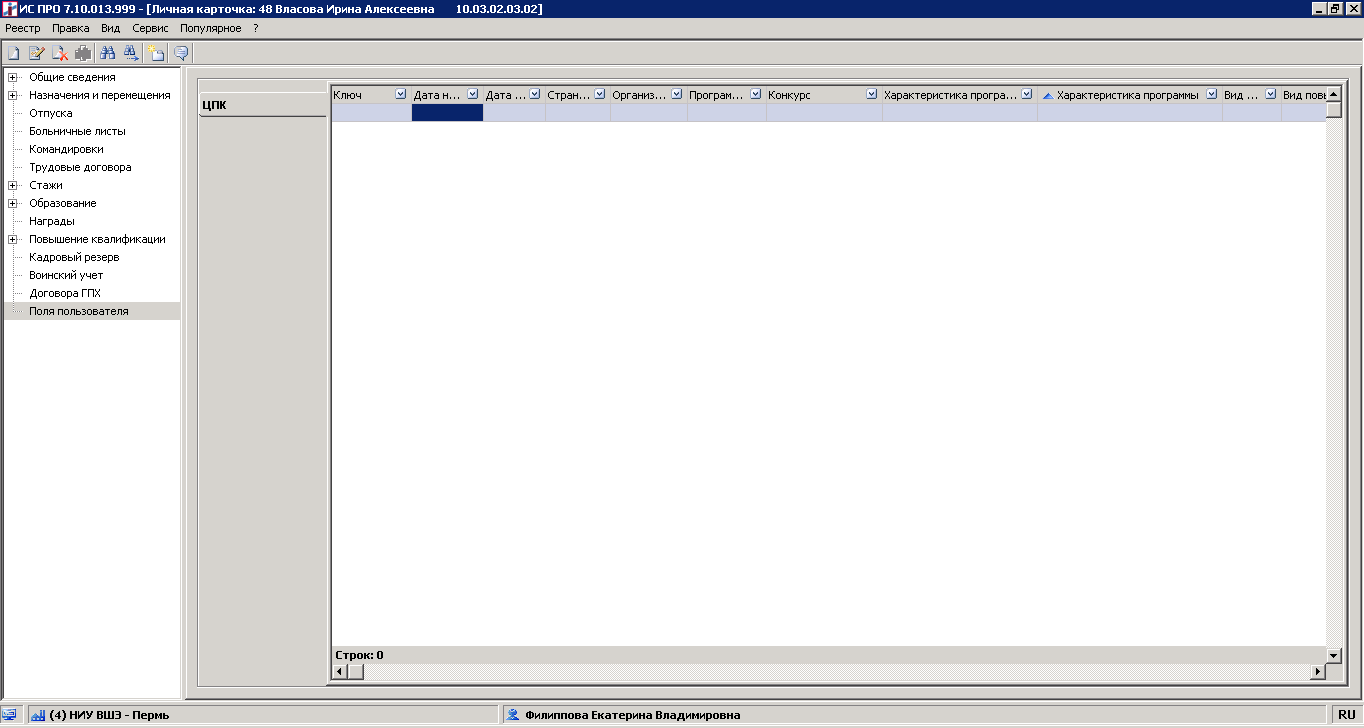 ИС ПРО 7.10.013.999 - [Личная карточка: 48 Власова Ирина Алексеевна 10.03.02.03.02]
Реестр Правка Вид Сервис Популярное ?
Общие сведения
Назначения и перемещения
Отпуска
Больничные листы
Командировки
Трудовые договора
Стажи
Образование
Награды
Повышение квалификации
Кадровый резерв
Воинский учет
Договора ГПХ
Поля пользователя
ЦПК
Ключ Дата н... Дата ... Стран... Организ... Програм... Конкурс Характеристика програ... Характеристика программы Вид ... Вид повы
Строк: 0
(4) НИУ ВШЭ - Пермь Филиппова Екатерина Владимировна RU